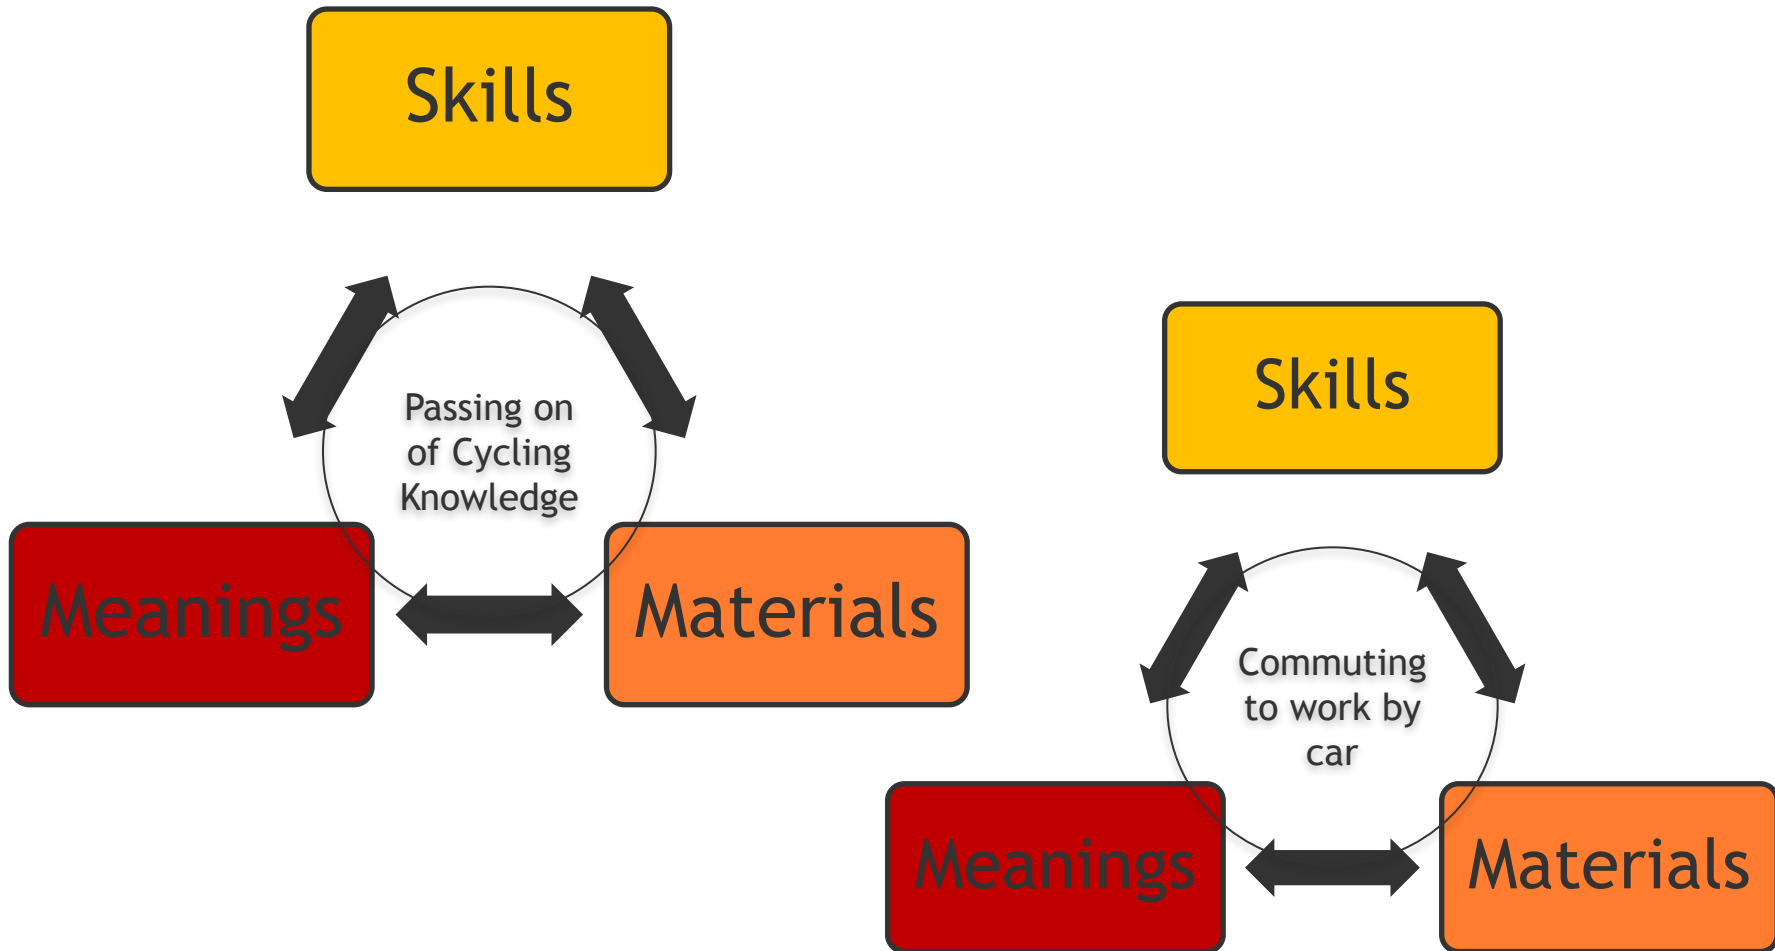 Skills
Passing on
of Cycling
Knowledge
Meanings
Materials
Skills
Commuting
to work by
car
Meanings
Materials